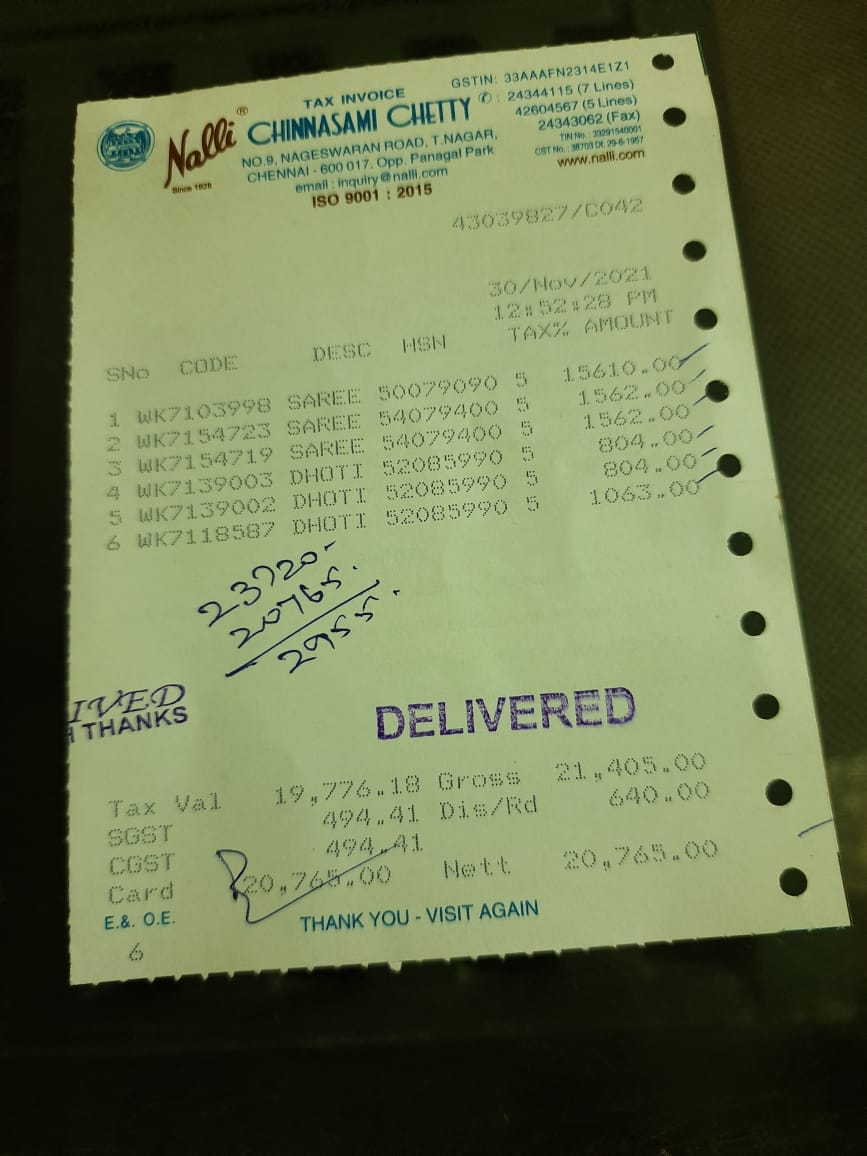 TAX INVOICE
GSTIN: 33AAAFN2314E1Z1
Nalli®
Since 1928
CHINNASAMI CHETTY
✆ : 24344115 (7 Lines)
42604567 (5 Lines)
24343062 (Fax)
NO.9, NAGESWARAN ROAD, T.NAGAR,
CHENNAI - 600 017. Opp. Panagal Park
email : inquiry@nalli.com
ISO 9001 : 2015
TIN No. : 33291540001
CST No. : 38703 Dt. 29-6-1957
www.nalli.com
43039827/C042
30/Nov/2021
12:52:28 PM
SNo CODE DESC HSN TAX% AMOUNT
1 WK7103998 SAREE 50079090 5 15610.00
2 WK7154723 SAREE 54079400 5 1562.00
3 WK7154719 SAREE 54079400 5 1562.00
4 WK7139003 DHOTI 52085990 5 804.00
5 WK7139002 DHOTI 52085990 5 804.00
6 WK7118587 DHOTI 52085990 5 1063.00
23720-
20765.
2955.
IVED
H THANKS
DELIVERED
Tax Val 19,776.18 Gross 21,405.00
SGST 494.41 Dis/Rd 640.00
CGST 494.41
Card 20,765.00 Nett 20,765.00
E.&. O.E.
THANK YOU - VISIT AGAIN
6